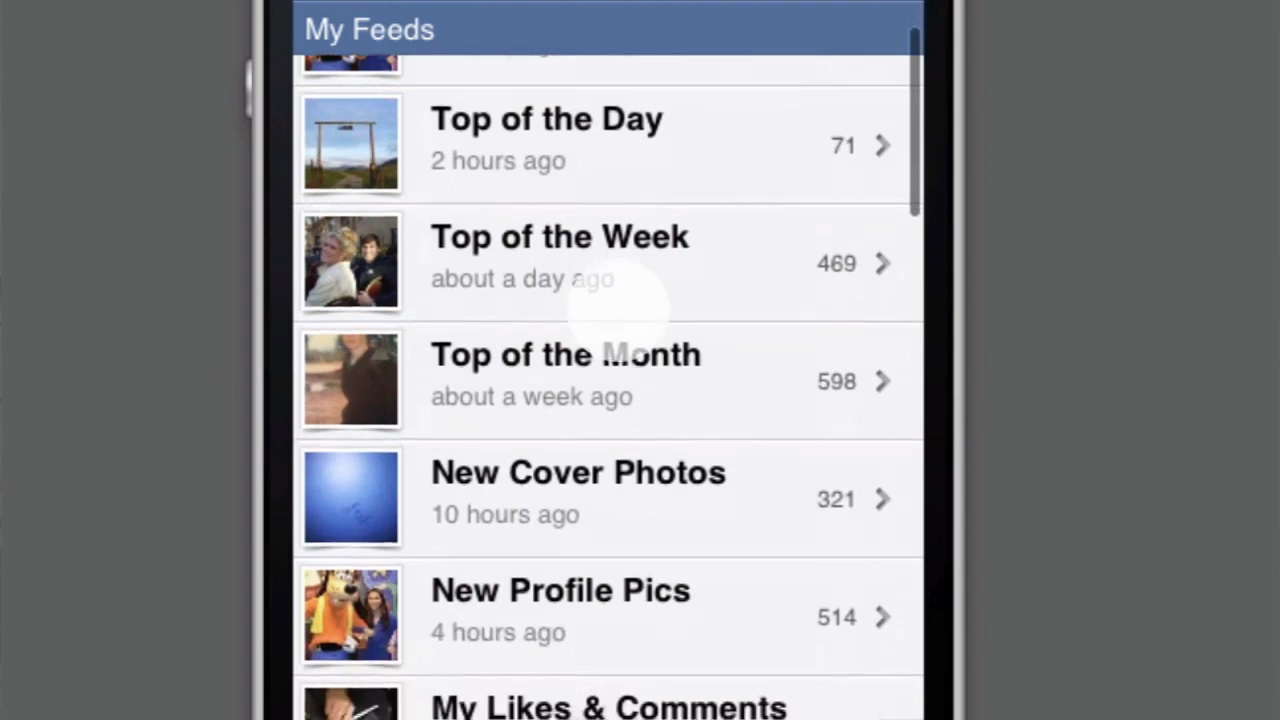 My Feeds
Top of the Day
2 hours ago
71
Top of the Week
about a day ago
469
Top of the Month
about a week ago
598
New Cover Photos
10 hours ago
321
New Profile Pics
4 hours ago
514
My Likes & Comments